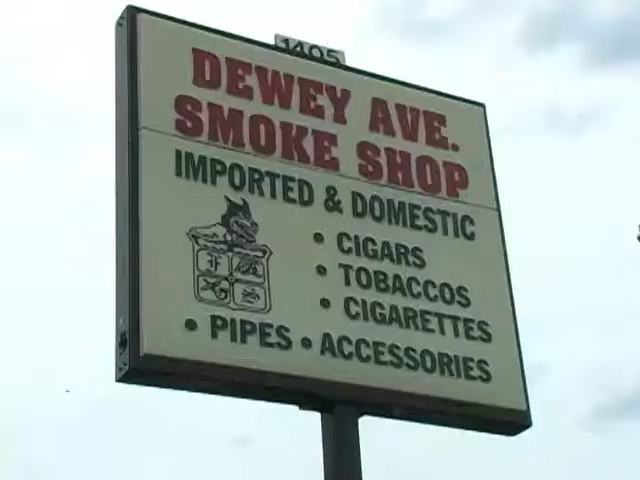 1405
DEWEY AVE.
SMOKE SHOP
IMPORTED & DOMESTIC
• CIGARS
• TOBACCOS
• CIGARETTES
• PIPES • ACCESSORIES